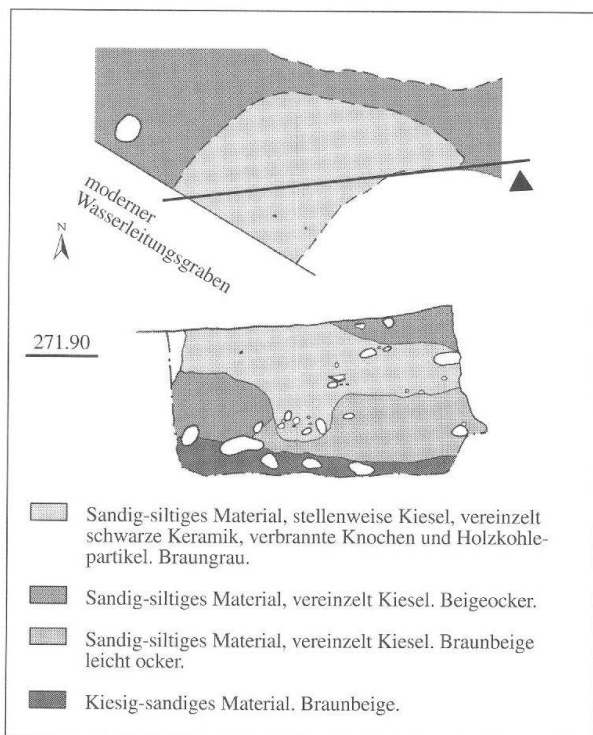 moderner
Wasserleitungsgraben
N
271.90
Sandig-siltiges Material, stellenweise Kiesel, vereinzelt
schwarze Keramik, verbrannte Knochen und Holzkohle-
partikel. Braungrau.
Sandig-siltiges Material, vereinzelt Kiesel. Beigeocker.
Sandig-siltiges Material, vereinzelt Kiesel. Braunbeige
leicht ocker.
Kiesig-sandiges Material. Braunbeige.